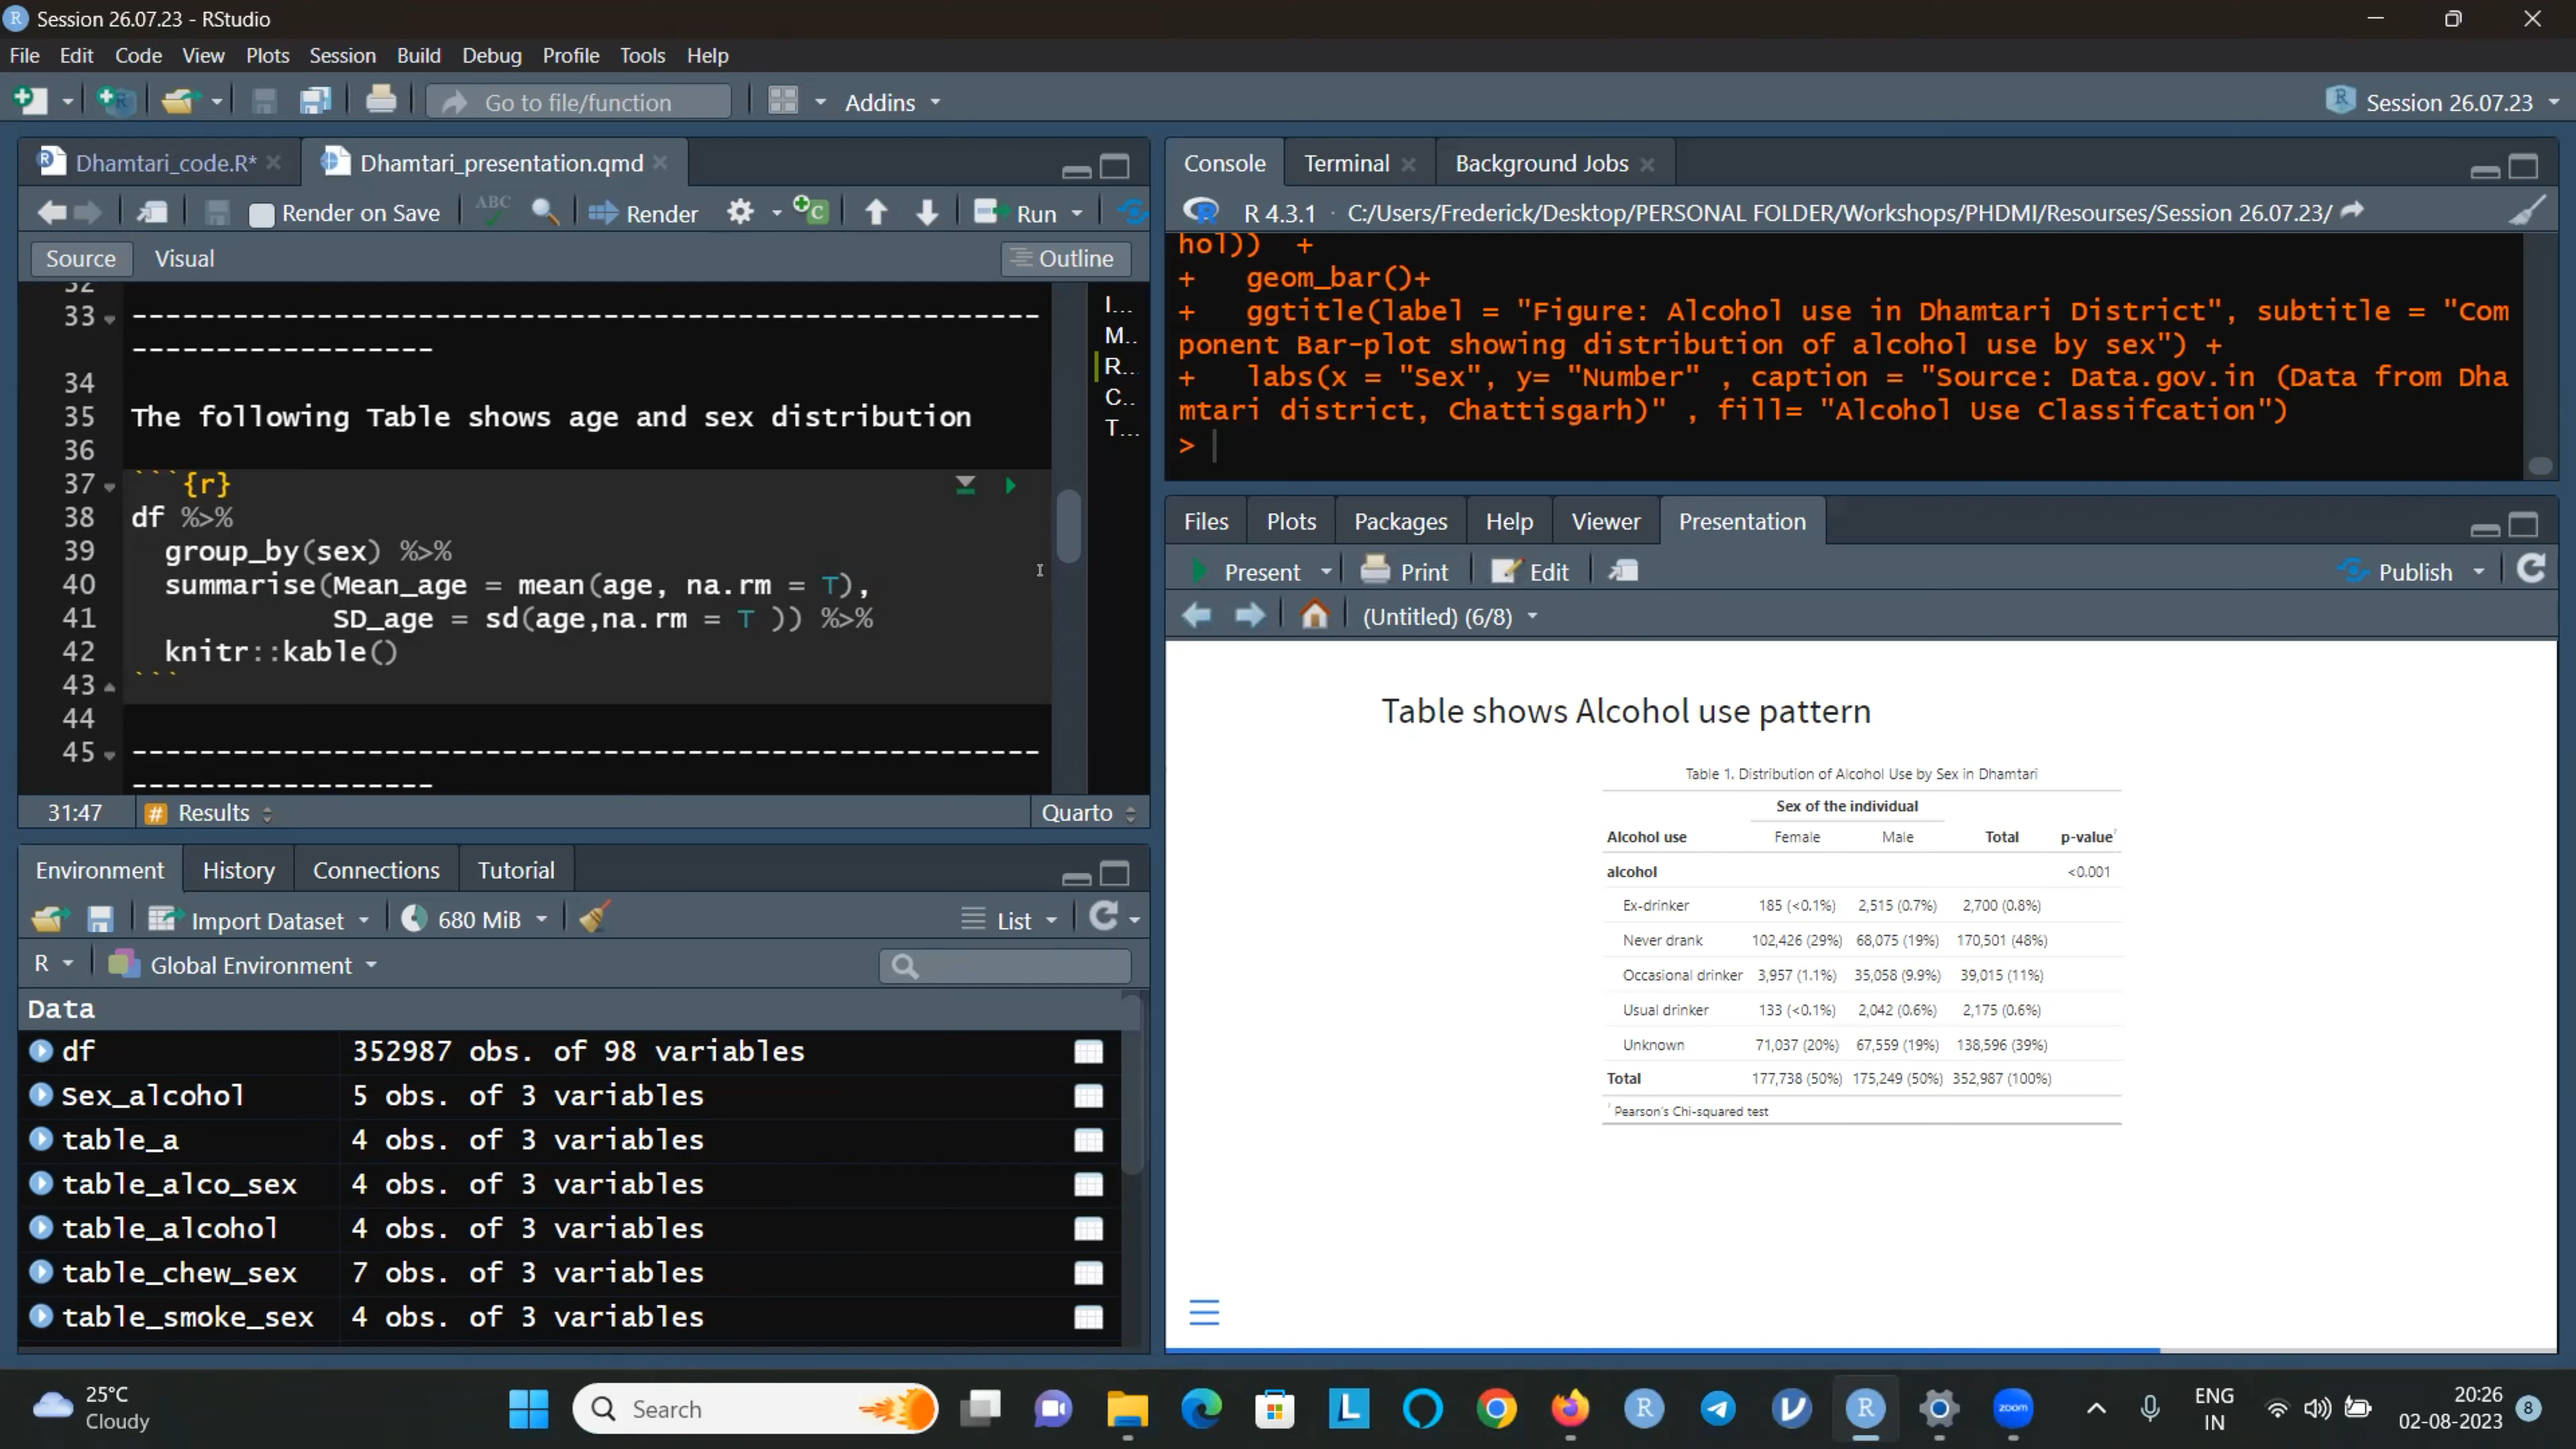 Session 26.07.23 - RStudio
File Edit Code View Plots Session Build Debug Profile Tools Help
Go to file/function Addins Session 26.07.23
Dhamtari_code.R* Dhamtari_presentation.qmd
Render on Save ABC Render Run
Source Visual Outline
32
33 ------------------------------------------------------
------------------
34
35 The following Table shows age and sex distribution
36
37 ```{r}
38 df %>%
39 group_by(sex) %>%
40 summarise(Mean_age = mean(age, na.rm = T),
41 SD_age = sd(age,na.rm = T )) %>%
42 knitr::kable()
43 ```
44
45 ------------------------------------------------------
------------------
I...
M...
R...
C...
T...
31:47 # Results Quarto
Environment History Connections Tutorial
Import Dataset 680 MiB List
R Global Environment
Data
df 352987 obs. of 98 variables
Sex_alcohol 5 obs. of 3 variables
table_a 4 obs. of 3 variables
table_alco_sex 4 obs. of 3 variables
table_alcohol 4 obs. of 3 variables
table_chew_sex 7 obs. of 3 variables
table_smoke_sex 4 obs. of 3 variables
Console Terminal Background Jobs
R 4.3.1 · C:/Users/Frederick/Desktop/PERSONAL FOLDER/Workshops/PHDMI/Resourses/Session 26.07.23/
hol)) +
+ geom_bar()+
+ ggtitle(label = "Figure: Alcohol use in Dhamtari District", subtitle = "Com
ponent Bar-plot showing distribution of alcohol use by sex") +
+ labs(x = "Sex", y= "Number" , caption = "Source: Data.gov.in (Data from Dha
mtari district, Chattisgarh)" , fill= "Alcohol Use Classifcation")
>
Files Plots Packages Help Viewer Presentation
Present Print Edit Publish
(Untitled) (6/8)
Table shows Alcohol use pattern
Table 1. Distribution of Alcohol Use by Sex in Dhamtari
Sex of the individual
Alcohol use Female Male Total p-value¹
alcohol <0.001
Ex-drinker 185 (<0.1%) 2,515 (0.7%) 2,700 (0.8%)
Never drank 102,426 (29%) 68,075 (19%) 170,501 (48%)
Occasional drinker 3,957 (1.1%) 35,058 (9.9%) 39,015 (11%)
Usual drinker 133 (<0.1%) 2,042 (0.6%) 2,175 (0.6%)
Unknown 71,037 (20%) 67,559 (19%) 138,596 (39%)
Total 177,738 (50%) 175,249 (50%) 352,987 (100%)
¹ Pearson's Chi-squared test
25°C
Cloudy
Search
L
zoom
ENG
IN
20:26
02-08-2023
8